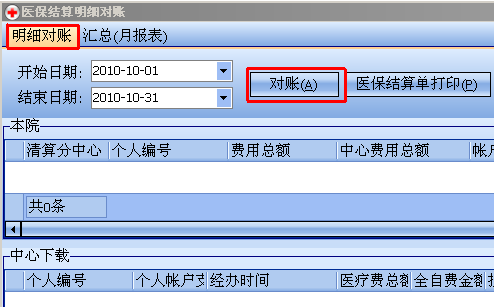 医保结算明细对账
明细对账 汇总(月报表)
开始日期: 2010-10-01
结束日期: 2010-10-31
对账(A) 医保结算单打印(P)
本院
清算分中心 个人编号 费用总额 中心费用总额 帐户
共0条
中心下载
个人编号 个人帐户支 经办时间 医疗费总额 全自费金额